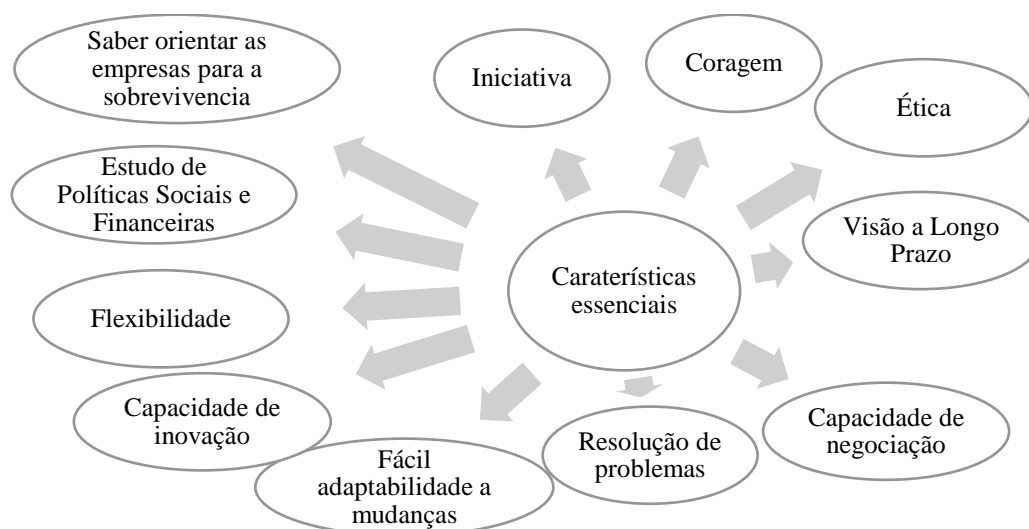 Saber orientar as
empresas para a
sobrevivencia
Iniciativa
Coragem
Ética
Estudo de
Políticas Sociais e
Financeiras
Visão a Longo
Prazo
Caraterísticas
essenciais
Flexibilidade
Capacidade de
inovação
Fácil
adaptabilidade a
mudanças
Resolução de
problemas
Capacidade de
negociação